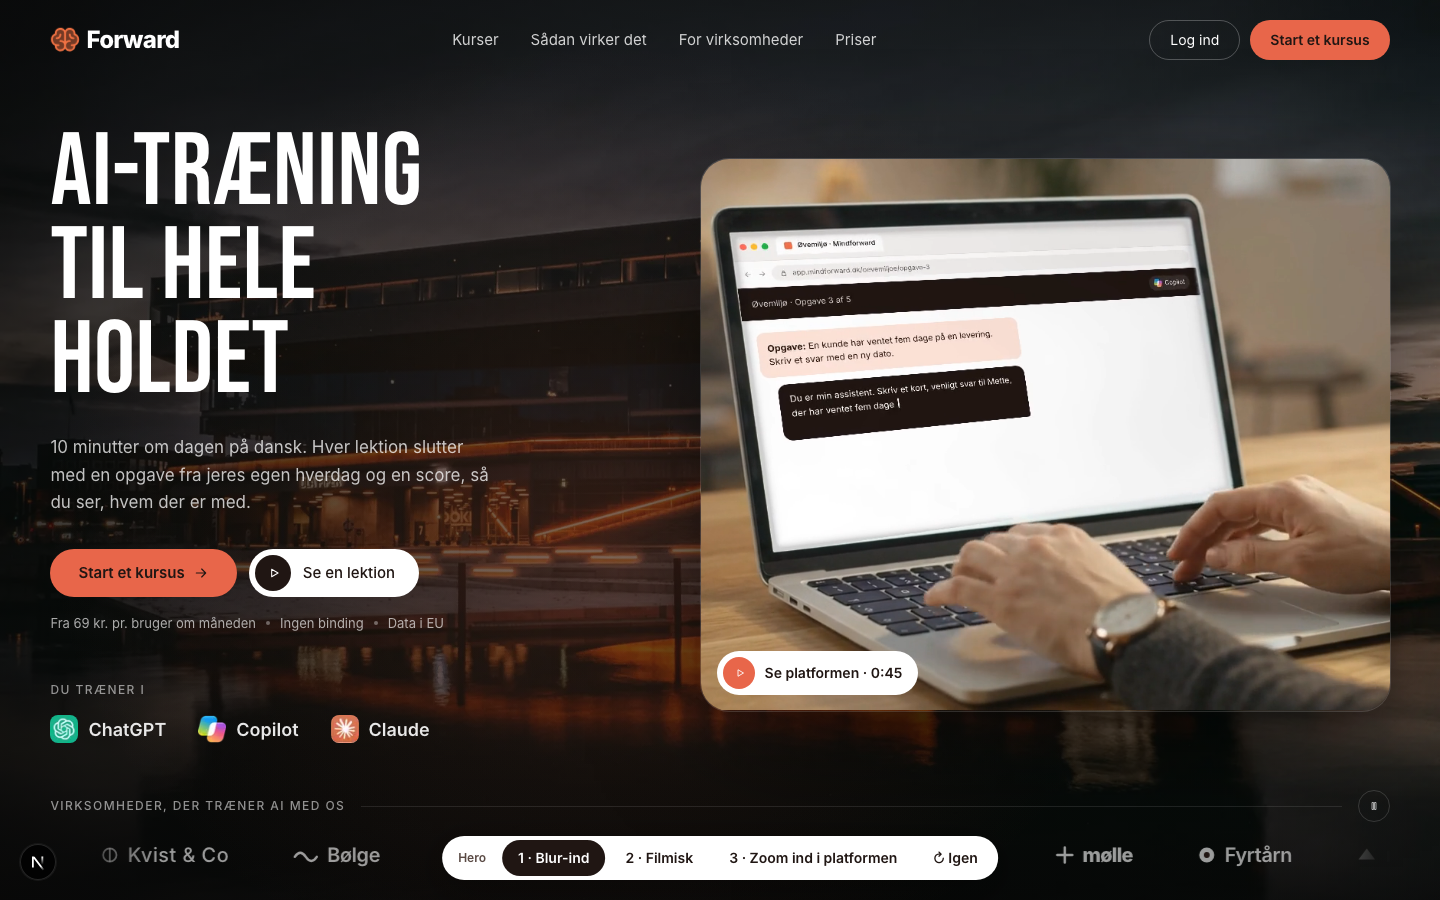 Forward
Kurser
Sådan virker det
For virksomheder
Priser
Log ind
Start et kursus
AI-TRÆNING
TIL HELE
HOLDET
10 minutter om dagen på dansk. Hver lektion slutter
med en opgave fra jeres egen hverdag og en score, så
du ser, hvem der er med.
Start et kursus →
Se en lektion
Fra 69 kr. pr. bruger om måneden • Ingen binding • Data i EU
DU TRÆNER I
ChatGPT
Copilot
Claude
Øvemiljø · Mindforward
app.mindforward.dk/ovemiljoe/opgave-3
Øvemiljø · Opgave 3 af 5
Copilot
Opgave: En kunde har ventet fem dage på en levering.
Skriv et svar med en ny dato.
Du er min assistent. Skriv et kort, venligt svar til Mette,
der har ventet fem dage
Se platformen · 0:45
VIRKSOMHEDER, DER TRÆNER AI MED OS
Kvist & Co
Bølge
mølle
Fyrtårn
N
Hero
1 · Blur-ind
2 · Filmisk
3 · Zoom ind i platformen
↻ Igen